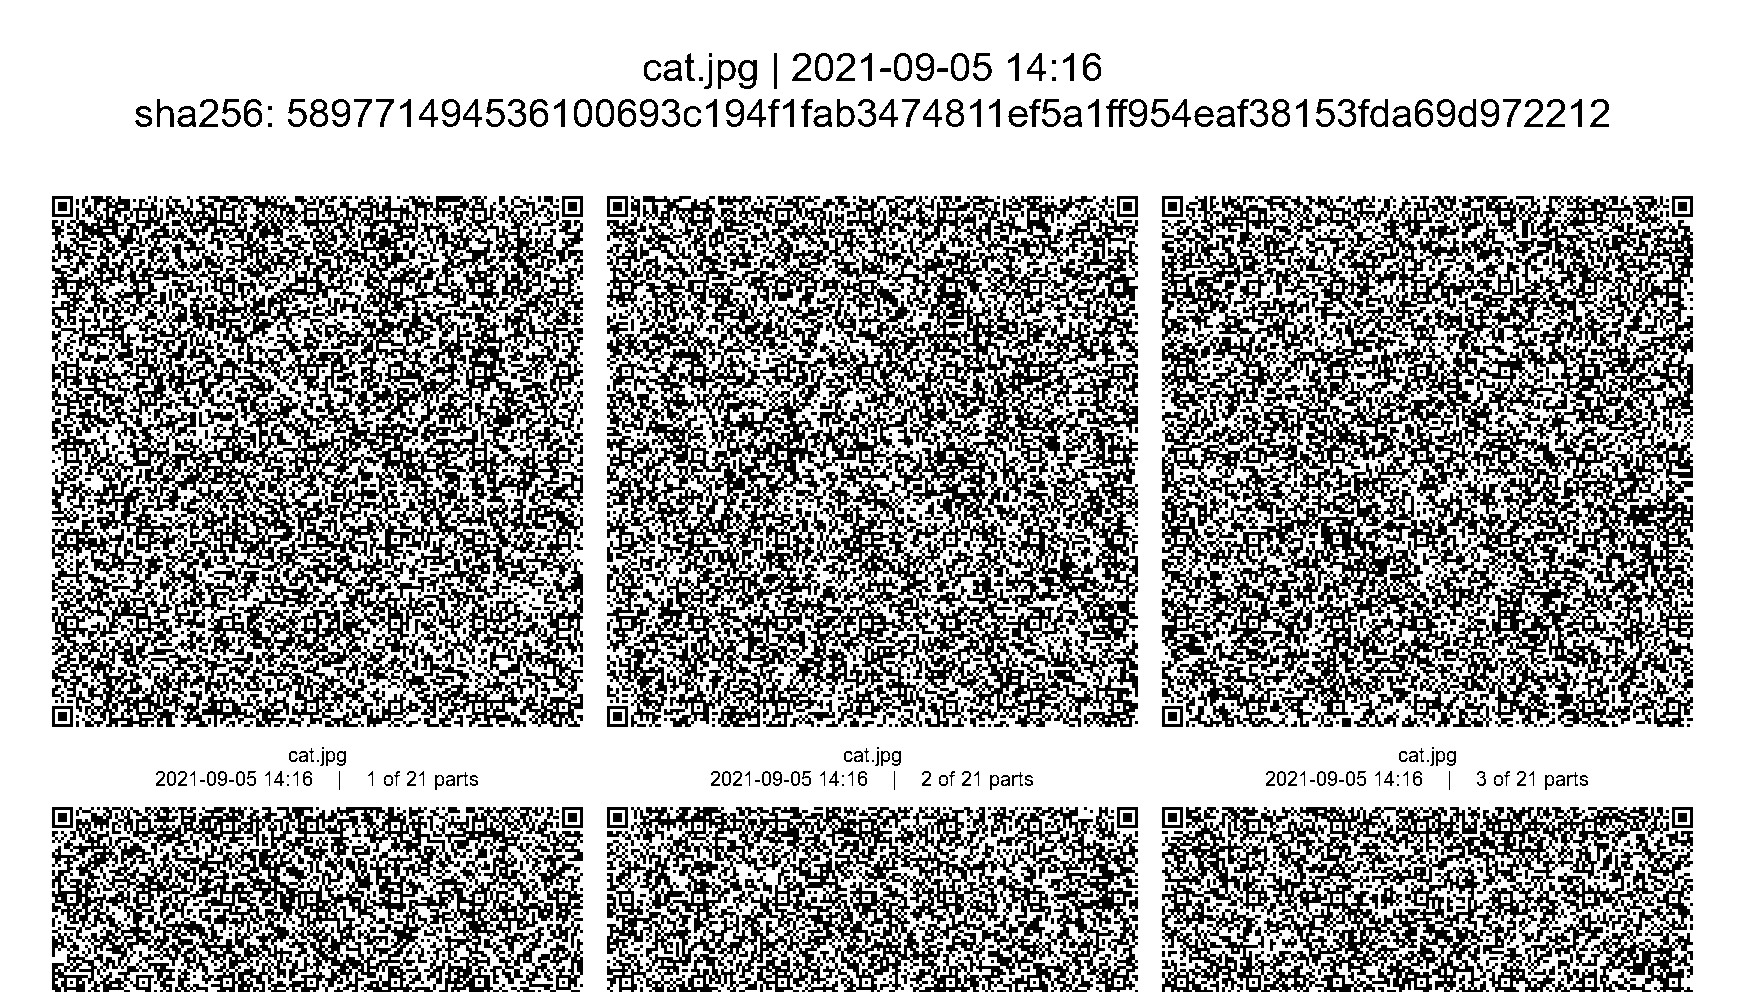 cat.jpg | 2021-09-05 14:16
sha256: 589771494536100693c194f1fab3474811ef5a1ff954eaf38153fda69d972212
cat.jpg
2021-09-05 14:16 | 1 of 21 parts
cat.jpg
2021-09-05 14:16 | 2 of 21 parts
cat.jpg
2021-09-05 14:16 | 3 of 21 parts